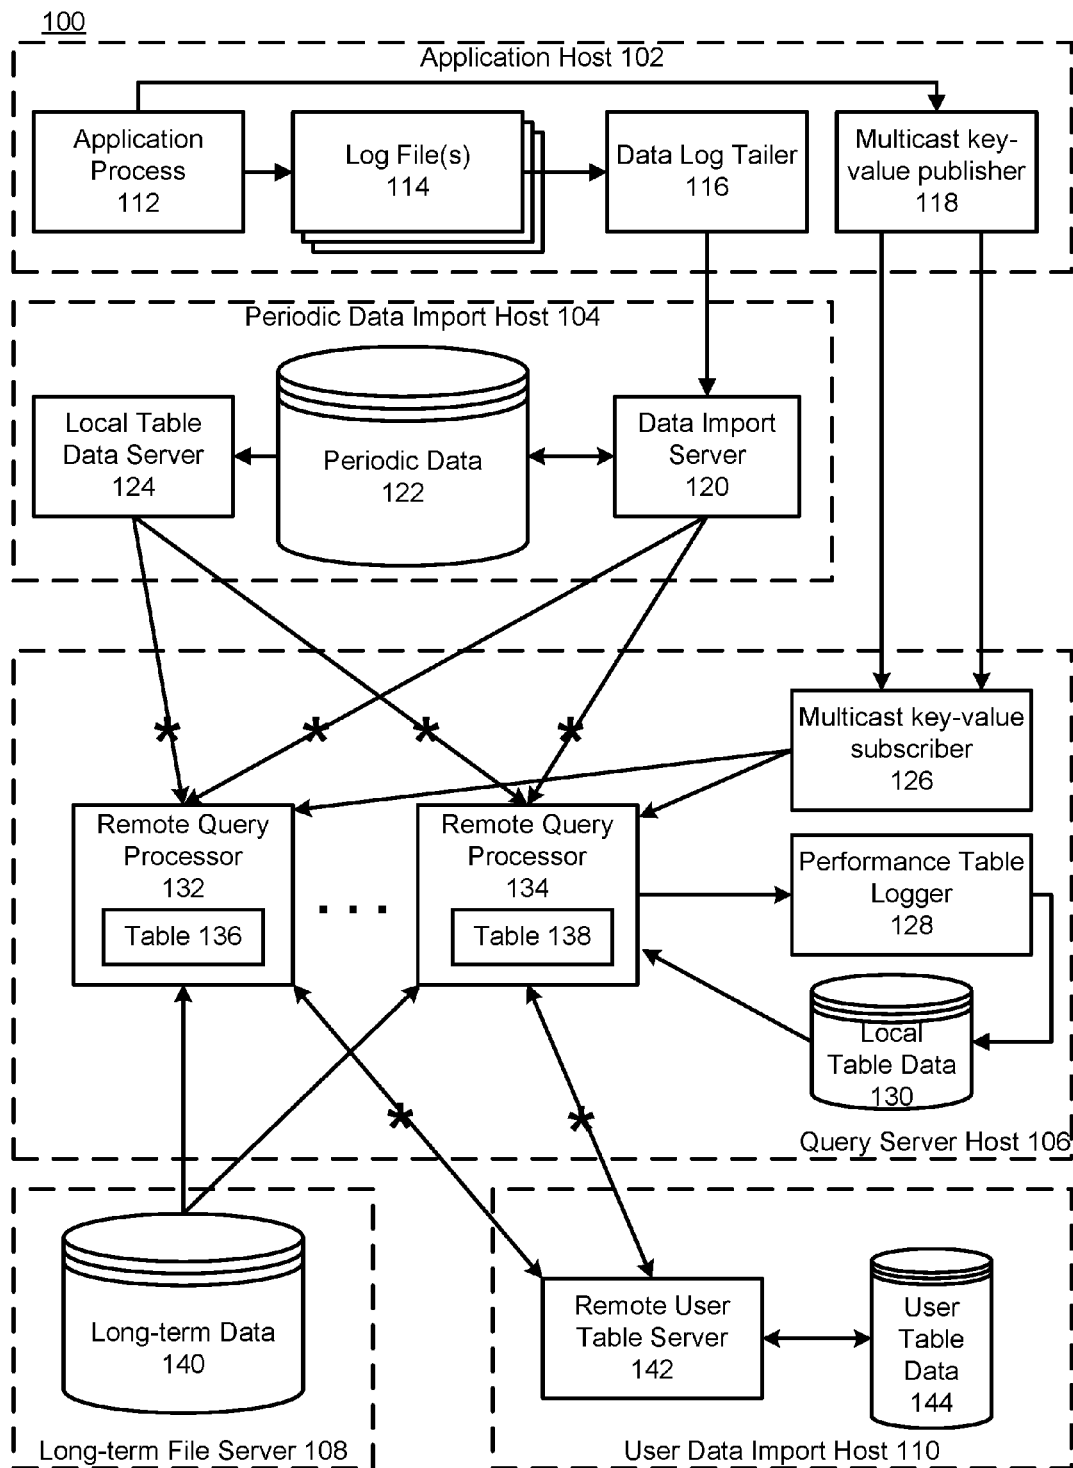 100
Application Host 102
Application
Process
112
Log File(s)
114
Data Log Tailer
116
Multicast key-
value publisher
118
Periodic Data Import Host 104
Local Table
Data Server
124
Periodic Data
122
Data Import
Server
120
Multicast key-value
subscriber
126
Remote Query
Processor
132
Table 136
. . .
Remote Query
Processor
134
Table 138
Performance Table
Logger
128
Local
Table Data
130
Query Server Host 106
Long-term Data
140
Long-term File Server 108
Remote User
Table Server
142
User
Table
Data
144
User Data Import Host 110